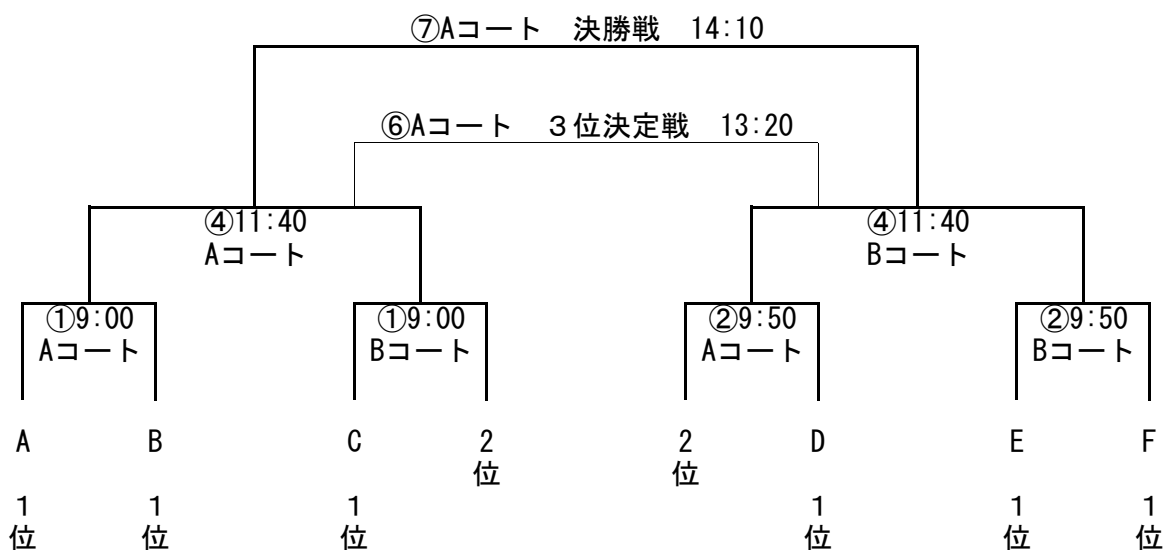 ⑦Aコート　決勝戦　14:10
⑥Aコート　３位決定戦　13:20
④11:40
Aコート
④11:40
Bコート
①9:00
Aコート
①9:00
Bコート
②9:50
Aコート
②9:50
Bコート
A 1位
B 1位
C 1位
2位
2位
D 1位
E 1位
F 1位